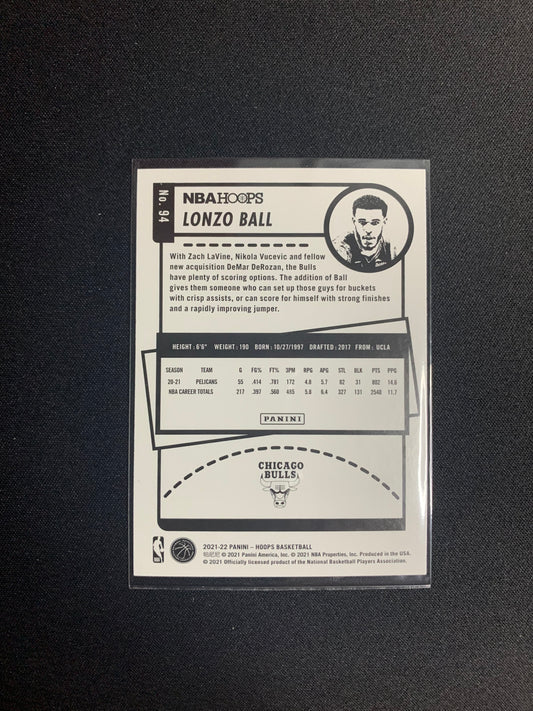 No. 94
NBA HOOPS
LONZO BALL
With Zach LaVine, Nikola Vucevic and fellow
new acquisition DeMar DeRozan, the Bulls
have plenty of scoring options. The addition of Ball
gives them someone who can set up those guys for buckets
with crisp assists, or can score for himself with strong finishes
and a rapidly improving jumper.
HEIGHT: 6'6" WEIGHT: 190 BORN: 10/27/1997 DRAFTED: 2017 FROM: UCLA
SEASON TEAM G FG% FT% 3PM RPG APG STL BLK PTS PPG
20-21 PELICANS 55 .414 .781 172 4.8 5.7 82 31 802 14.6
NBA CAREER TOTALS 217 .397 .560 445 5.8 6.4 327 131 2540 11.7
PANINI
CHICAGO
BULLS
2021-22 PANINI – HOOPS BASKETBALL
© 2021 Panini America, Inc. © 2021 NBA Properties, Inc. Produced in the USA.
© 2021 Officially licensed product of the National Basketball Players Association.